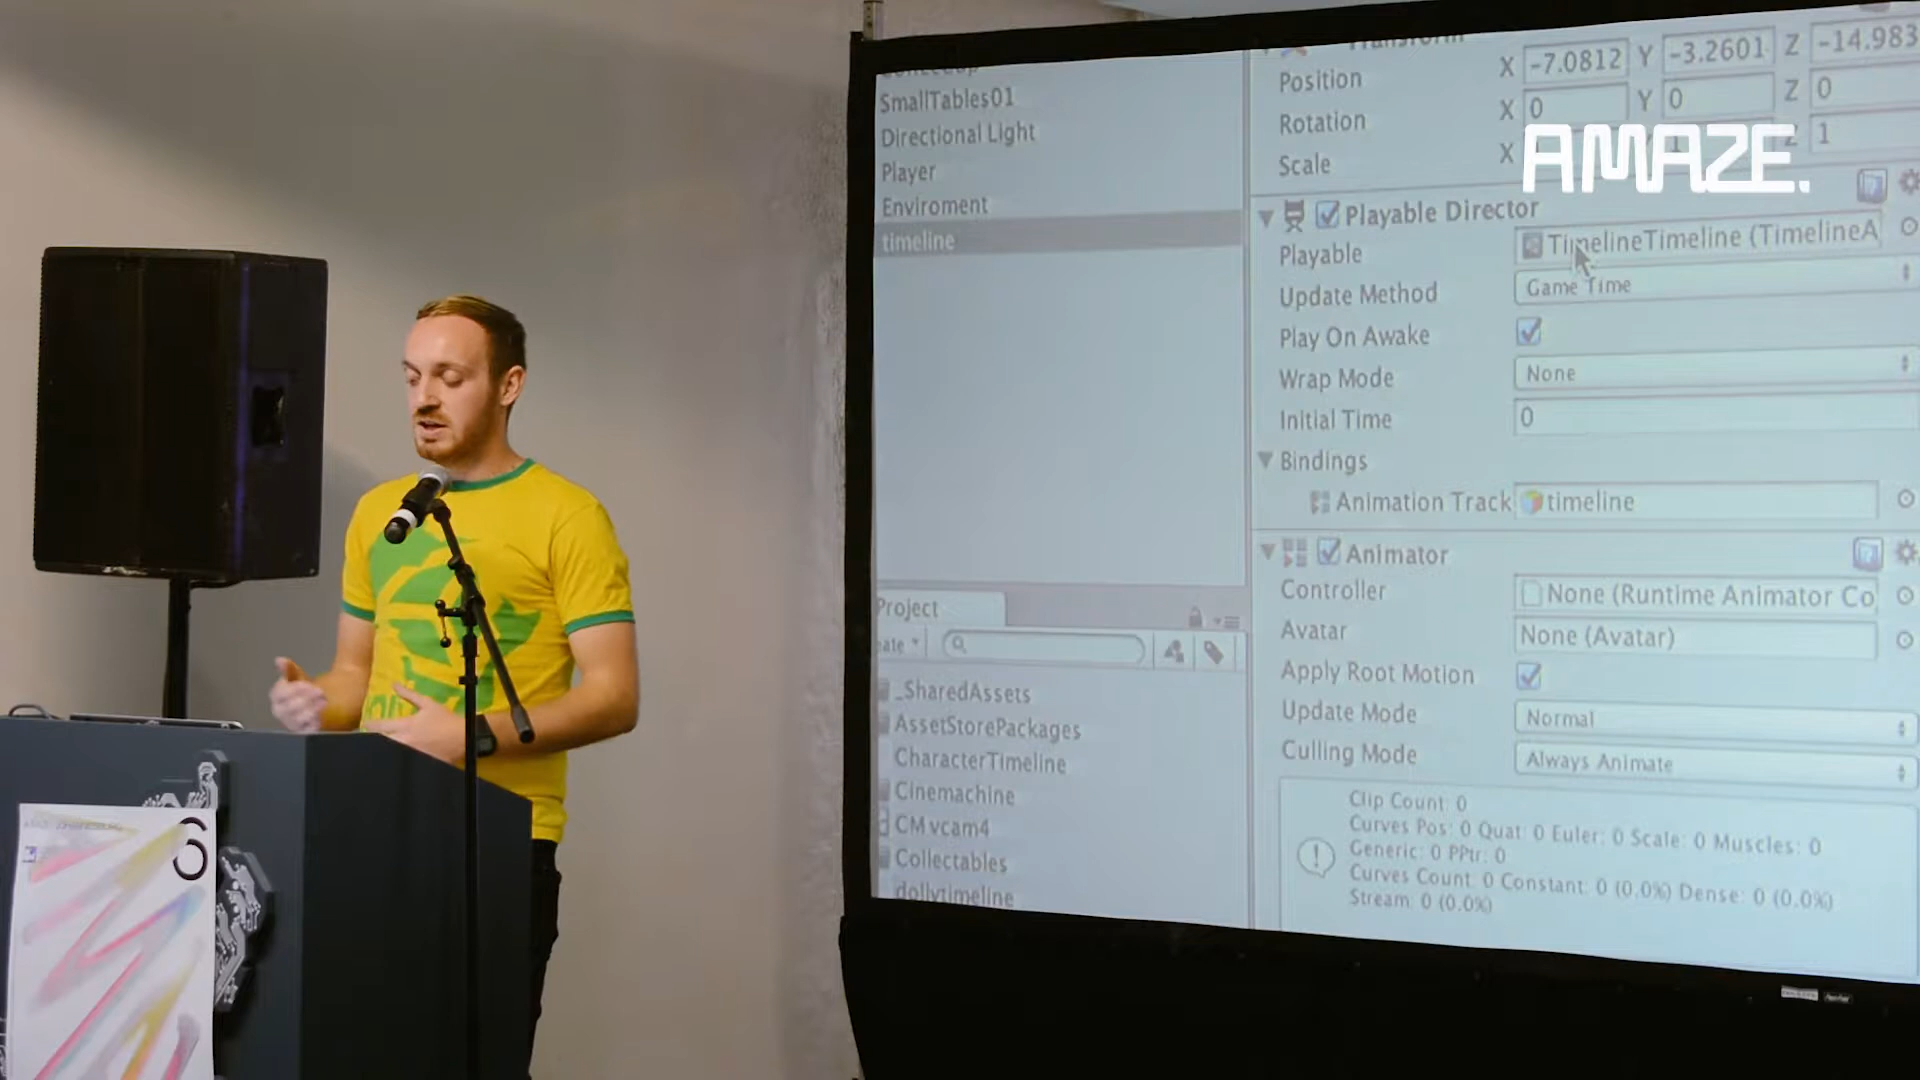 SmallTables01
Directional Light
Player
Enviroment
timeline
Project
_SharedAssets
AssetStorePackages
CharacterTimeline
Cinemachine
CM vcam4
Collectables
dollytimeline
Transform
Position X -7.0812 Y -3.2601 Z -14.983
Rotation X 0 Y 0 Z 0
Scale X 1 Z 1
AMAZE.
Playable Director
Playable TimelineTimeline (TimelineA
Update Method Game Time
Play On Awake
Wrap Mode None
Initial Time 0
Bindings
Animation Track timeline
Animator
Controller None (Runtime Animator Co
Avatar None (Avatar)
Apply Root Motion
Update Mode Normal
Culling Mode Always Animate
Clip Count: 0
Curves Pos: 0 Quat: 0 Euler: 0 Scale: 0 Muscles: 0
Generic: 0 PPtr: 0
Curves Count: 0 Constant: 0 (0.0%) Dense: 0 (0.0%)
Stream: 0 (0.0%)
6